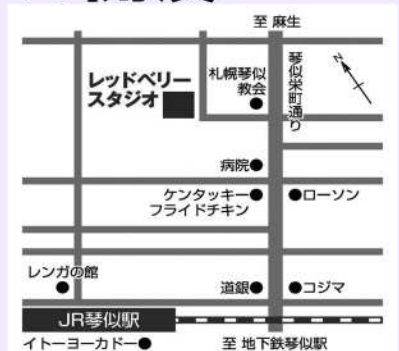 至 麻生
レッドベリー
スタジオ
札幌琴似
教会
琴似栄町通り
N
病院
ケンタッキー
フライドチキン
ローソン
レンガの館
道銀
コジマ
JR琴似駅
イトーヨーカドー
至 地下鉄琴似駅